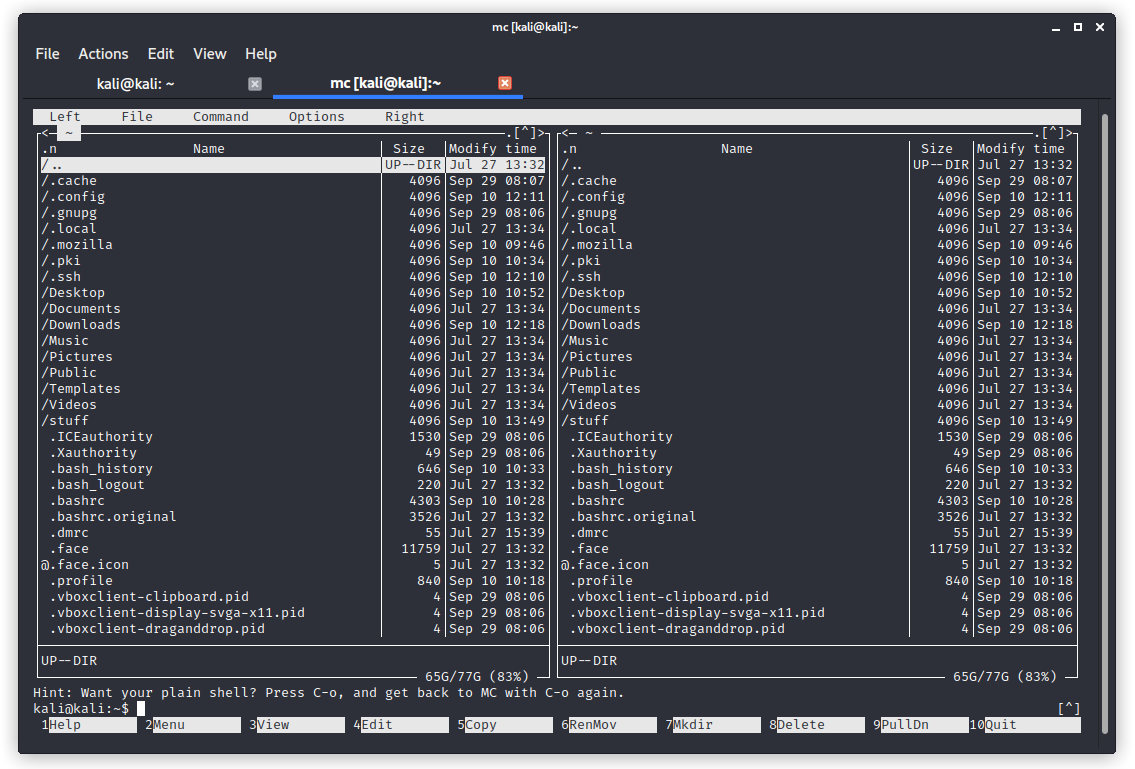 mc [kali@kali]:~
File Actions Edit View Help
kali@kali: ~ mc [kali@kali]:~
Left File Command Options Right
<─ ~ .[^]> <─ ~ .[^]>
.n Name Size Modify time .n Name Size Modify time
/.. UP--DIR Jul 27 13:32 /.. UP--DIR Jul 27 13:32
/.cache 4096 Sep 29 08:07 /.cache 4096 Sep 29 08:07
/.config 4096 Sep 10 12:11 /.config 4096 Sep 10 12:11
/.gnupg 4096 Sep 29 08:06 /.gnupg 4096 Sep 29 08:06
/.local 4096 Jul 27 13:34 /.local 4096 Jul 27 13:34
/.mozilla 4096 Sep 10 09:46 /.mozilla 4096 Sep 10 09:46
/.pki 4096 Sep 10 10:34 /.pki 4096 Sep 10 10:34
/.ssh 4096 Sep 10 12:10 /.ssh 4096 Sep 10 12:10
/Desktop 4096 Sep 10 10:52 /Desktop 4096 Sep 10 10:52
/Documents 4096 Jul 27 13:34 /Documents 4096 Jul 27 13:34
/Downloads 4096 Sep 10 12:18 /Downloads 4096 Sep 10 12:18
/Music 4096 Jul 27 13:34 /Music 4096 Jul 27 13:34
/Pictures 4096 Jul 27 13:34 /Pictures 4096 Jul 27 13:34
/Public 4096 Jul 27 13:34 /Public 4096 Jul 27 13:34
/Templates 4096 Jul 27 13:34 /Templates 4096 Jul 27 13:34
/Videos 4096 Jul 27 13:34 /Videos 4096 Jul 27 13:34
/stuff 4096 Sep 10 13:49 /stuff 4096 Sep 10 13:49
.ICEauthority 1530 Sep 29 08:06 .ICEauthority 1530 Sep 29 08:06
.Xauthority 49 Sep 29 08:06 .Xauthority 49 Sep 29 08:06
.bash_history 646 Sep 10 10:33 .bash_history 646 Sep 10 10:33
.bash_logout 220 Jul 27 13:32 .bash_logout 220 Jul 27 13:32
.bashrc 4303 Sep 10 10:28 .bashrc 4303 Sep 10 10:28
.bashrc.original 3526 Jul 27 13:32 .bashrc.original 3526 Jul 27 13:32
.dmrc 55 Jul 27 15:39 .dmrc 55 Jul 27 15:39
.face 11759 Jul 27 13:32 .face 11759 Jul 27 13:32
@.face.icon 5 Jul 27 13:32 @.face.icon 5 Jul 27 13:32
.profile 840 Sep 10 10:18 .profile 840 Sep 10 10:18
.vboxclient-clipboard.pid 4 Sep 29 08:06 .vboxclient-clipboard.pid 4 Sep 29 08:06
.vboxclient-display-svga-x11.pid 4 Sep 29 08:06 .vboxclient-display-svga-x11.pid 4 Sep 29 08:06
.vboxclient-draganddrop.pid 4 Sep 29 08:06 .vboxclient-draganddrop.pid 4 Sep 29 08:06
UP--DIR UP--DIR
65G/77G (83%) 65G/77G (83%)
Hint: Want your plain shell? Press C-o, and get back to MC with C-o again.
kali@kali:~$ [^]
1Help 2Menu 3View 4Edit 5Copy 6RenMov 7Mkdir 8Delete 9PullDn 10Quit